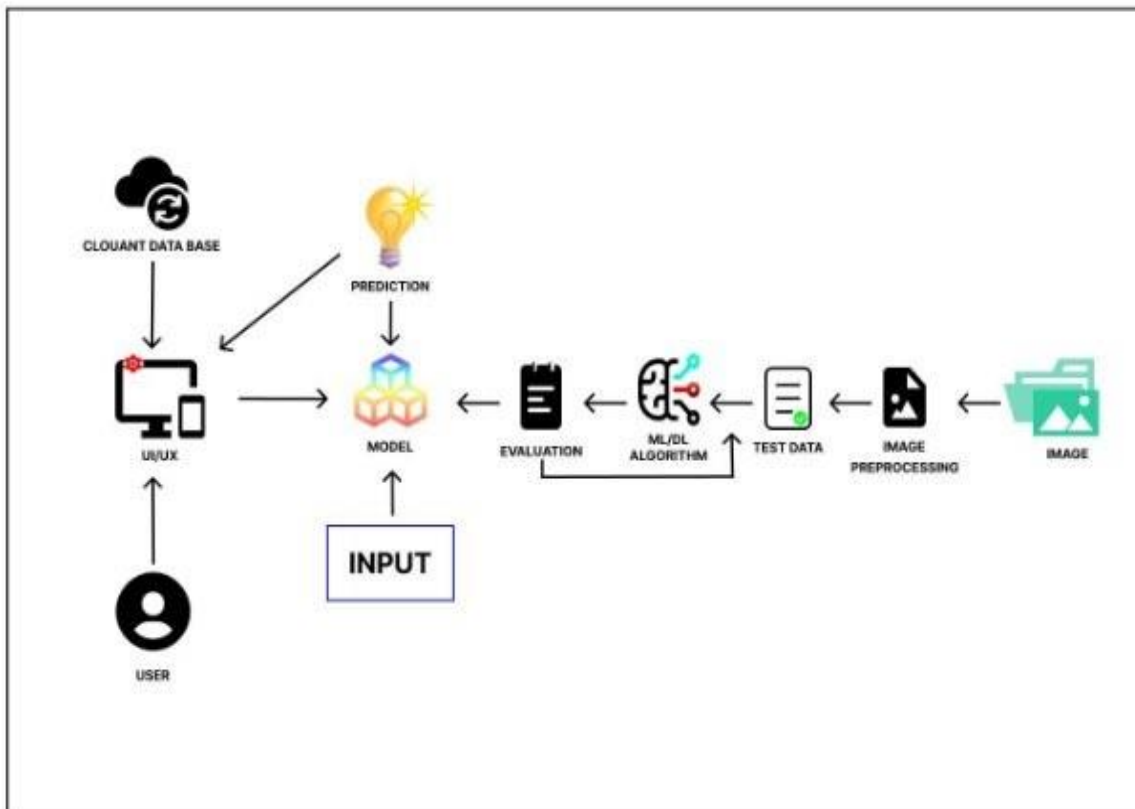 CLOUANT DATA BASE
PREDICTION
UI/UX
MODEL
EVALUATION
ML/DL
ALGORITHM
TEST DATA
IMAGE
PREPROCESSING
IMAGE
INPUT
USER